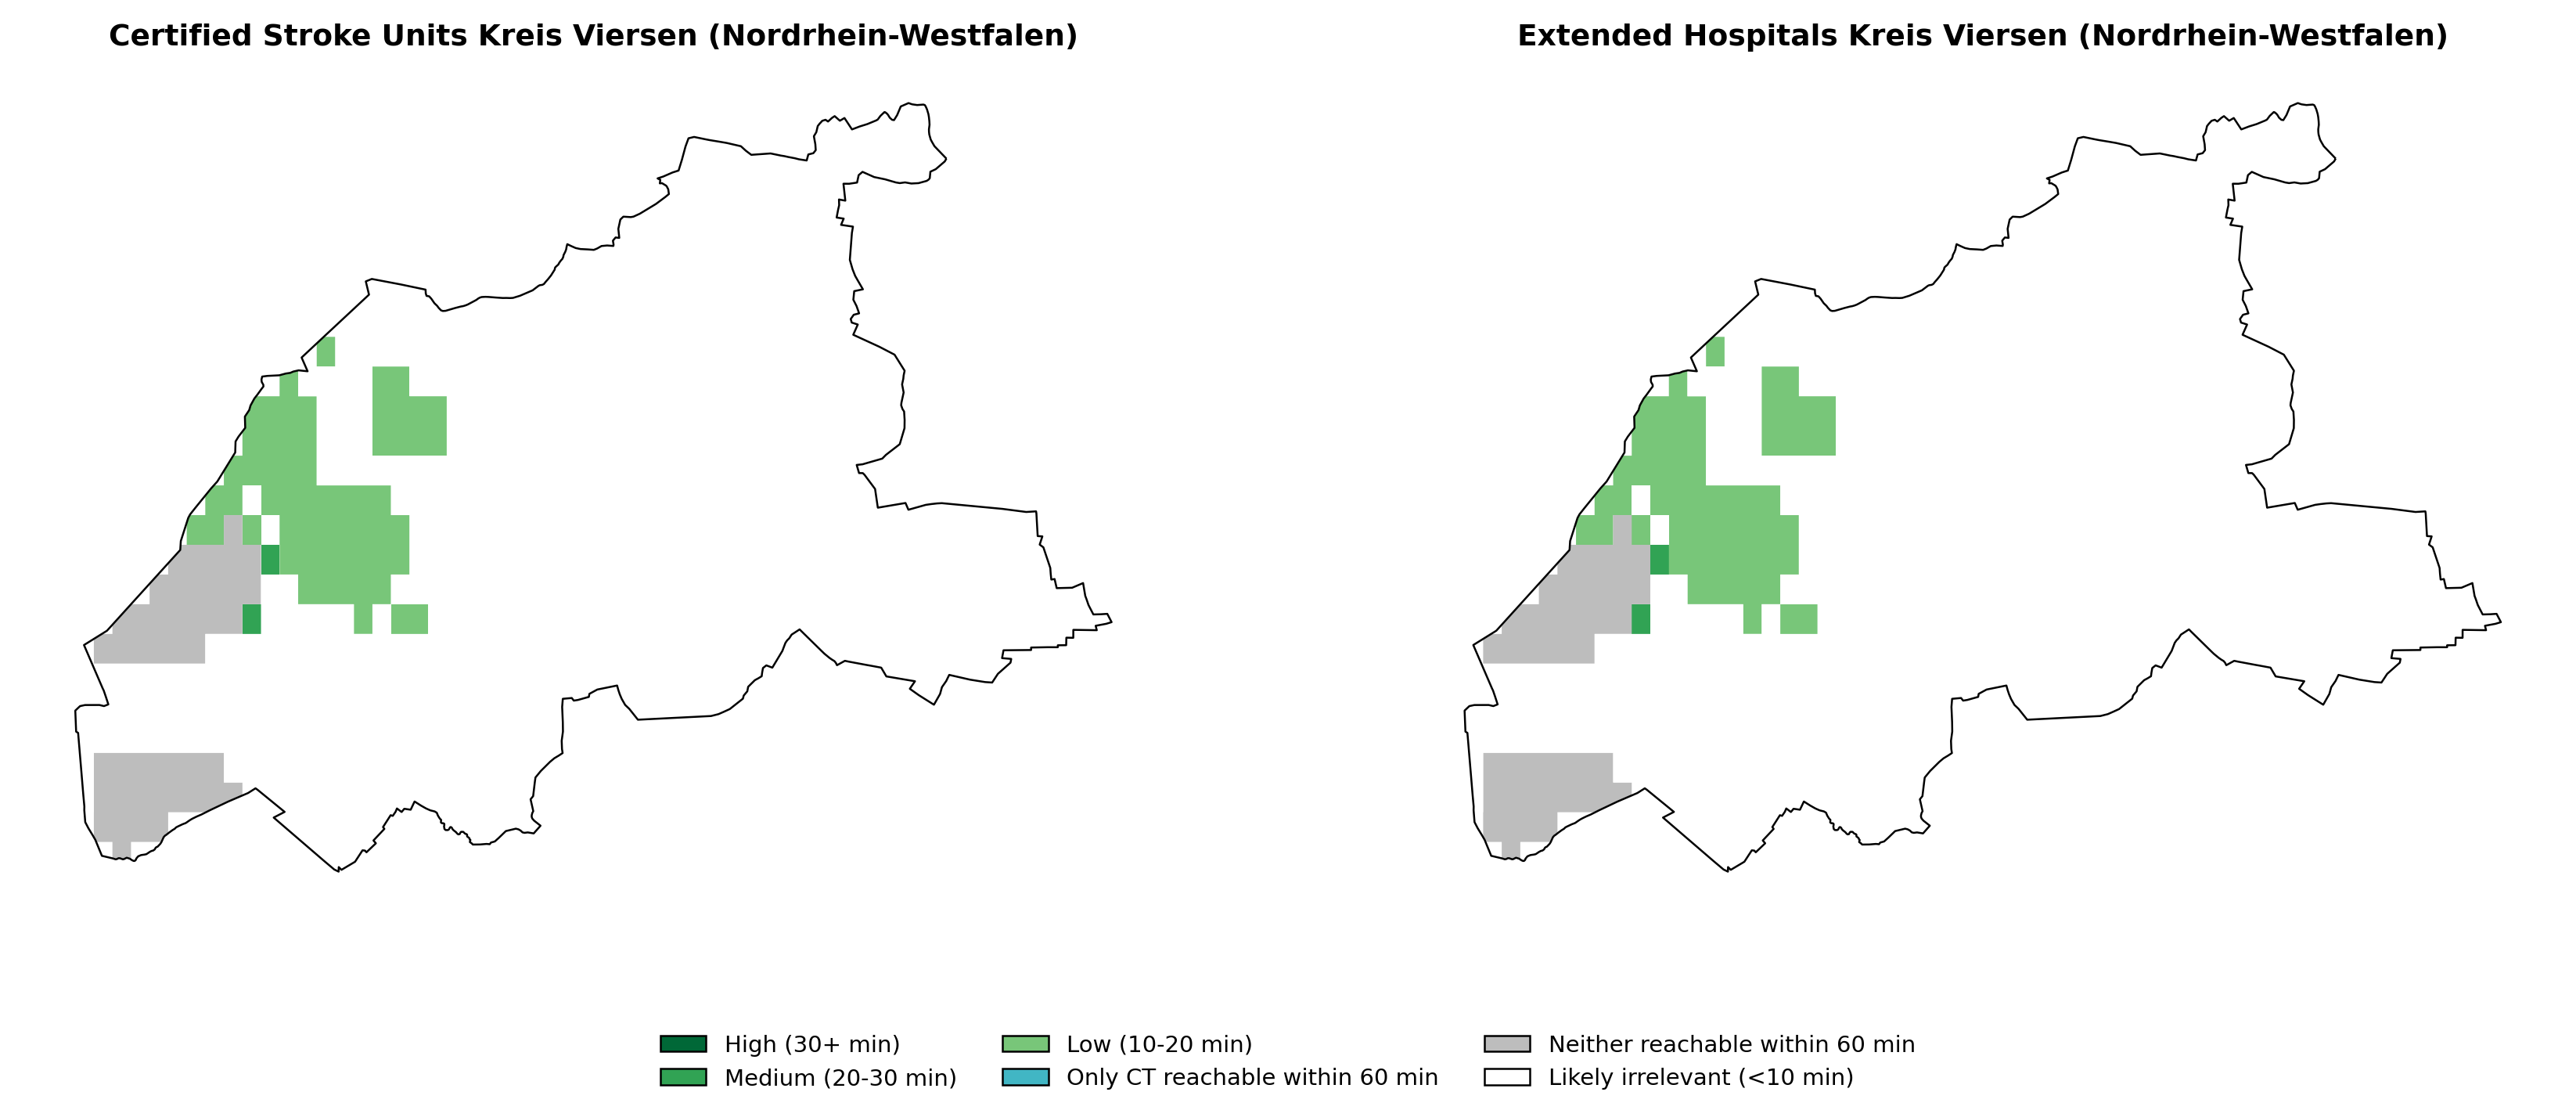 Certified Stroke Units Kreis Viersen (Nordrhein-Westfalen)
Extended Hospitals Kreis Viersen (Nordrhein-Westfalen)
High (30+ min)
Medium (20-30 min)
Low (10-20 min)
Only CT reachable within 60 min
Neither reachable within 60 min
Likely irrelevant (<10 min)